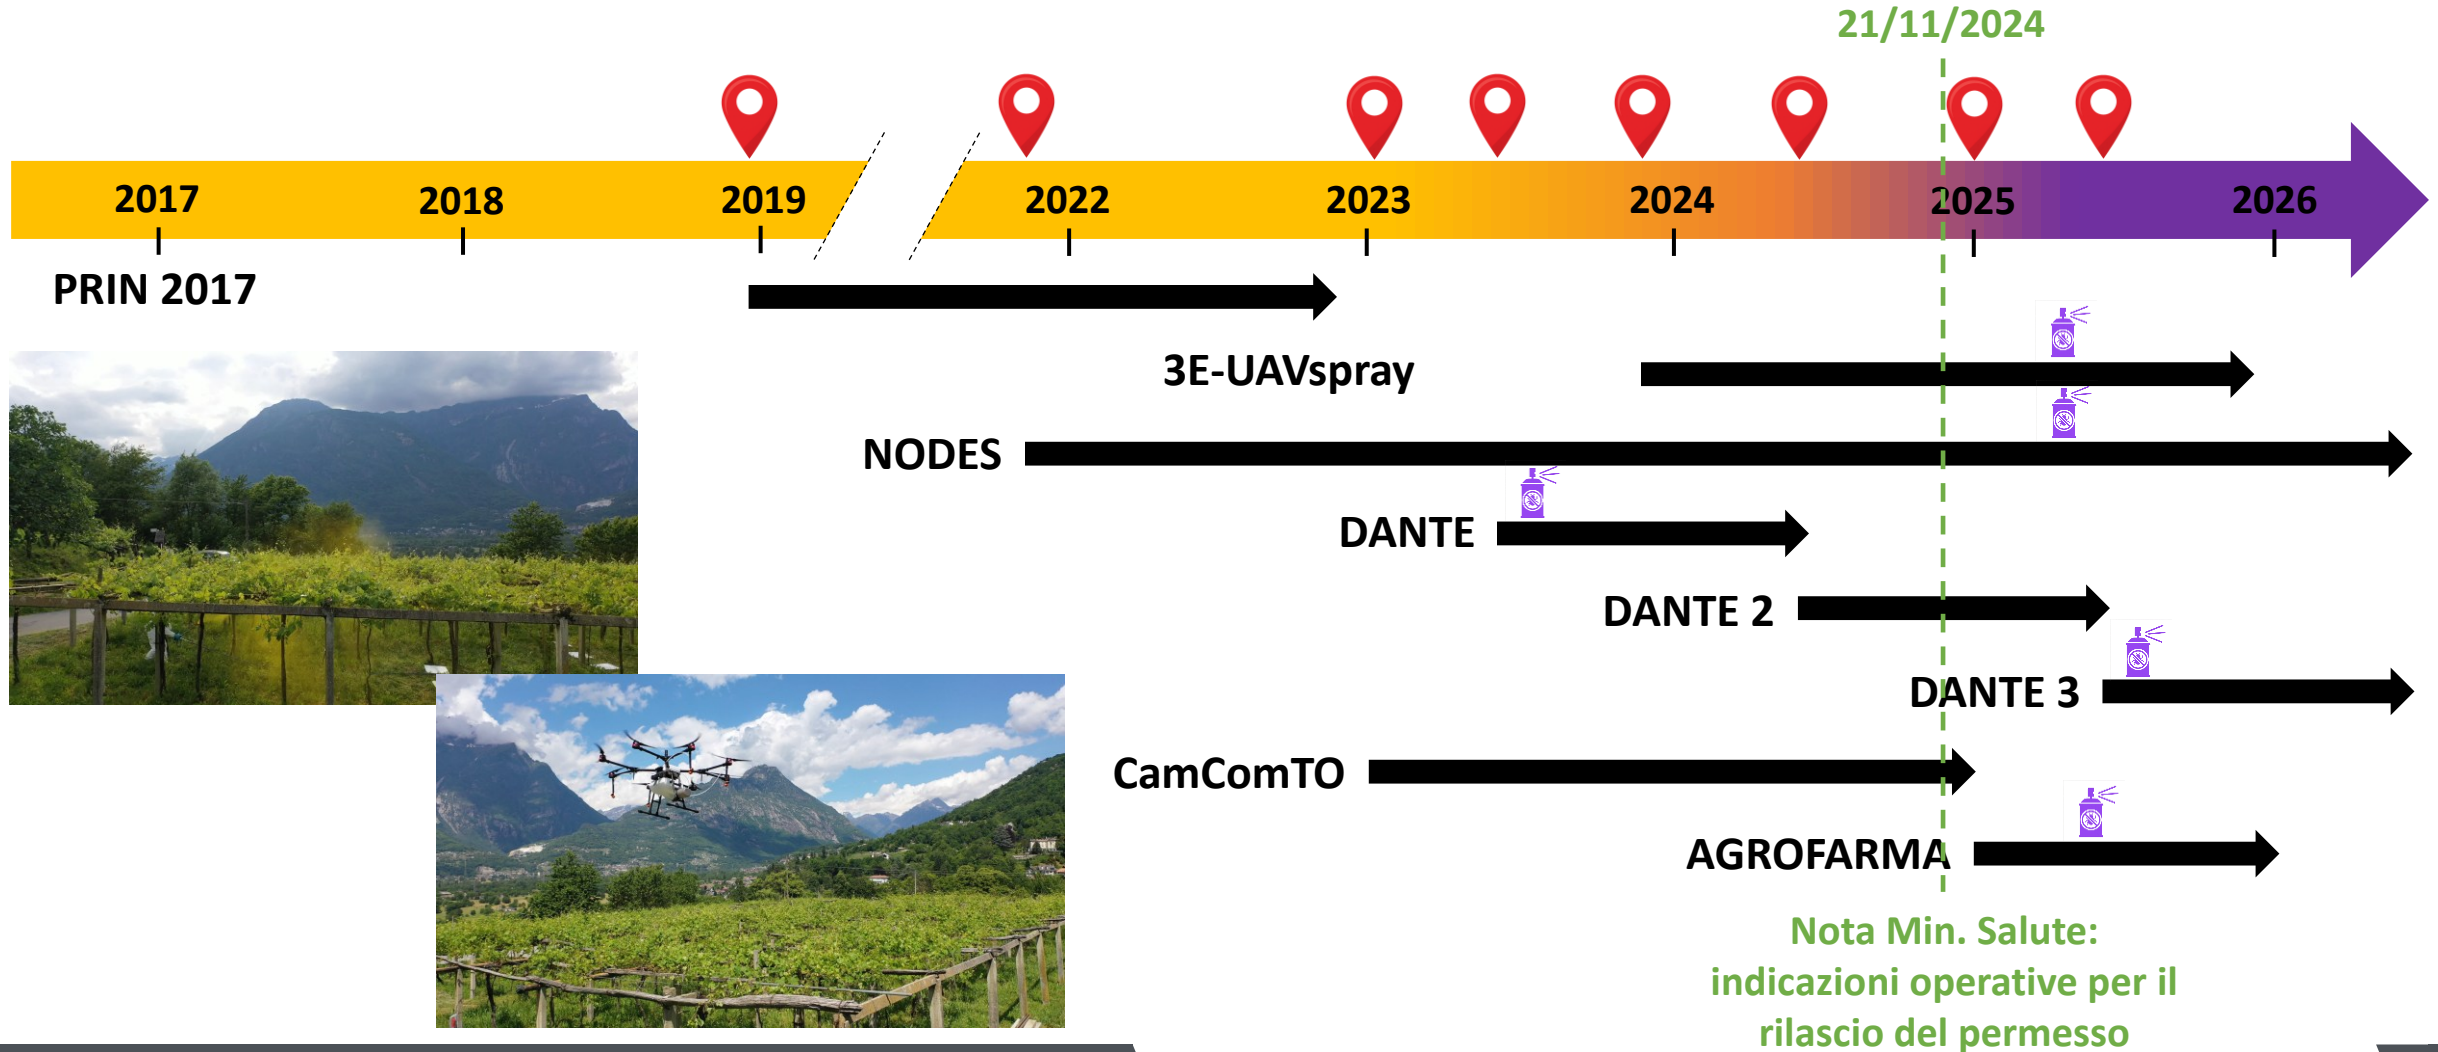 21/11/2024
2017
2018
2019
2022
2023
2024
2025
2026
PRIN 2017
3E-UAVspray
NODES
DANTE
DANTE 2
DANTE 3
CamComTO
AGROFARMA
Nota Min. Salute:
indicazioni operative per il
rilascio del permesso